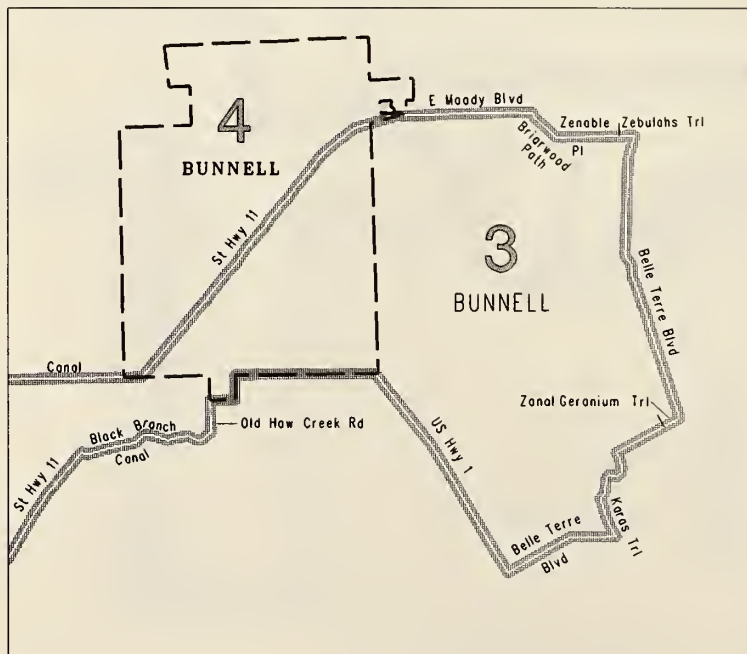 4
BUNNELL
E Moody Blvd
Briarwood
Path
Zenable
Pl
Zebulahs Trl
St Hwy 11
3
BUNNELL
Belle Terre Blvd
Canal
Zonal Geranium Trl
Old Haw Creek Rd
Black Branch
Canal
St Hwy 11
US Hwy 1
Karas Trl
Belle Terre
Blvd